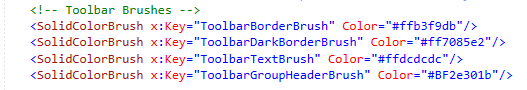 <!-- Toolbar Brushes -->
<SolidColorBrush x:Key="ToolbarBorderBrush" Color="#ffb3f9db"/>
<SolidColorBrush x:Key="ToolbarDarkBorderBrush" Color="#ff7085e2"/>
<SolidColorBrush x:Key="ToolbarTextBrush" Color="#ffdcdcdc"/>
<SolidColorBrush x:Key="ToolbarGroupHeaderBrush" Color="#BF2e301b"/>